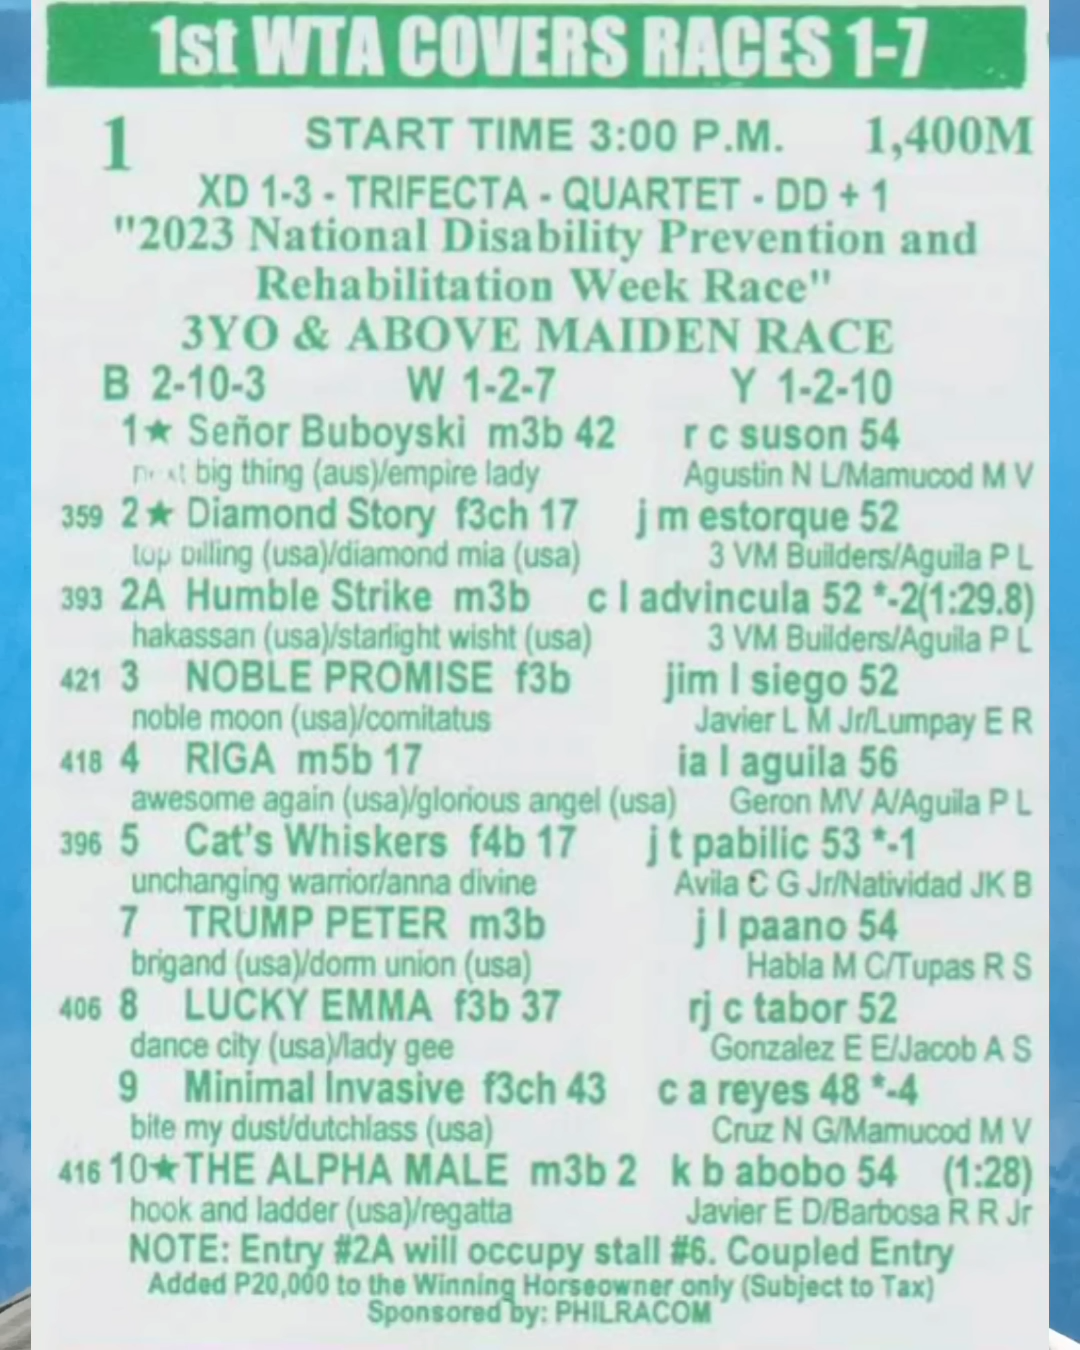 1st WTA COVERS RACES 1-7
1 START TIME 3:00 P.M. 1,400M
XD 1-3 - TRIFECTA - QUARTET - DD + 1
"2023 National Disability Prevention and
Rehabilitation Week Race"
3YO & ABOVE MAIDEN RACE
B 2-10-3 W 1-2-7 Y 1-2-10
1★ Señor Buboyski m3b 42 r c suson 54
next big thing (aus)/empire lady Agustin N L/Mamucod M V
359 2★ Diamond Story f3ch 17 j m estorque 52
top billing (usa)/diamond mia (usa) 3 VM Builders/Aguila P L
393 2A Humble Strike m3b c l advincula 52 *-2(1:29.8)
hakassan (usa)/starlight wisht (usa) 3 VM Builders/Aguila P L
421 3 NOBLE PROMISE f3b jim l siego 52
noble moon (usa)/comitatus Javier L M Jr/Lumpay E R
418 4 RIGA m5b 17 ia l aguila 56
awesome again (usa)/glorious angel (usa) Geron MV A/Aguila P L
396 5 Cat's Whiskers f4b 17 j t pabilic 53 *-1
unchanging warrior/anna divine Avila C G Jr/Natividad JK B
7 TRUMP PETER m3b j l paano 54
brigand (usa)/dorm union (usa) Habla M C/Tupas R S
406 8 LUCKY EMMA f3b 37 rj c tabor 52
dance city (usa)/lady gee Gonzalez E E/Jacob A S
9 Minimal Invasive f3ch 43 c a reyes 48 *-4
bite my dust/dutchlass (usa) Cruz N G/Mamucod M V
416 10★THE ALPHA MALE m3b 2 k b abobo 54 (1:28)
hook and ladder (usa)/regatta Javier E D/Barbosa R R Jr
NOTE: Entry #2A will occupy stall #6. Coupled Entry
Added P20,000 to the Winning Horseowner only (Subject to Tax)
Sponsored by: PHILRACOM